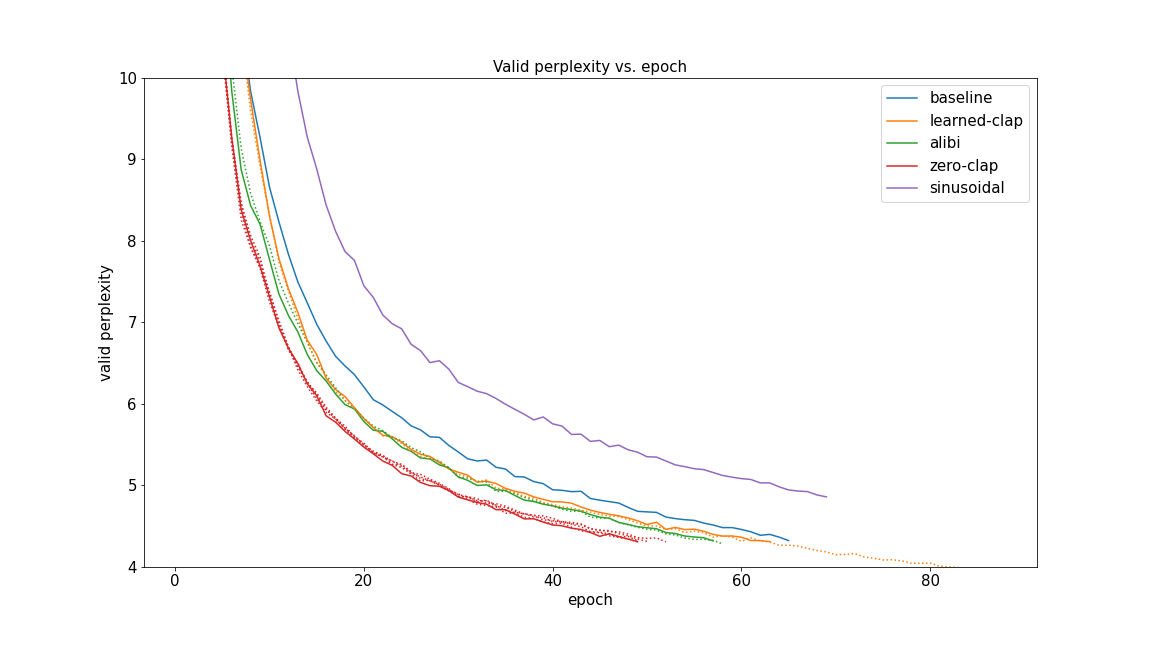 Valid perplexity vs. epoch
10
9
8
7
6
5
4
valid perplexity
0 20 40 60 80
epoch
baseline
learned-clap
alibi
zero-clap
sinusoidal